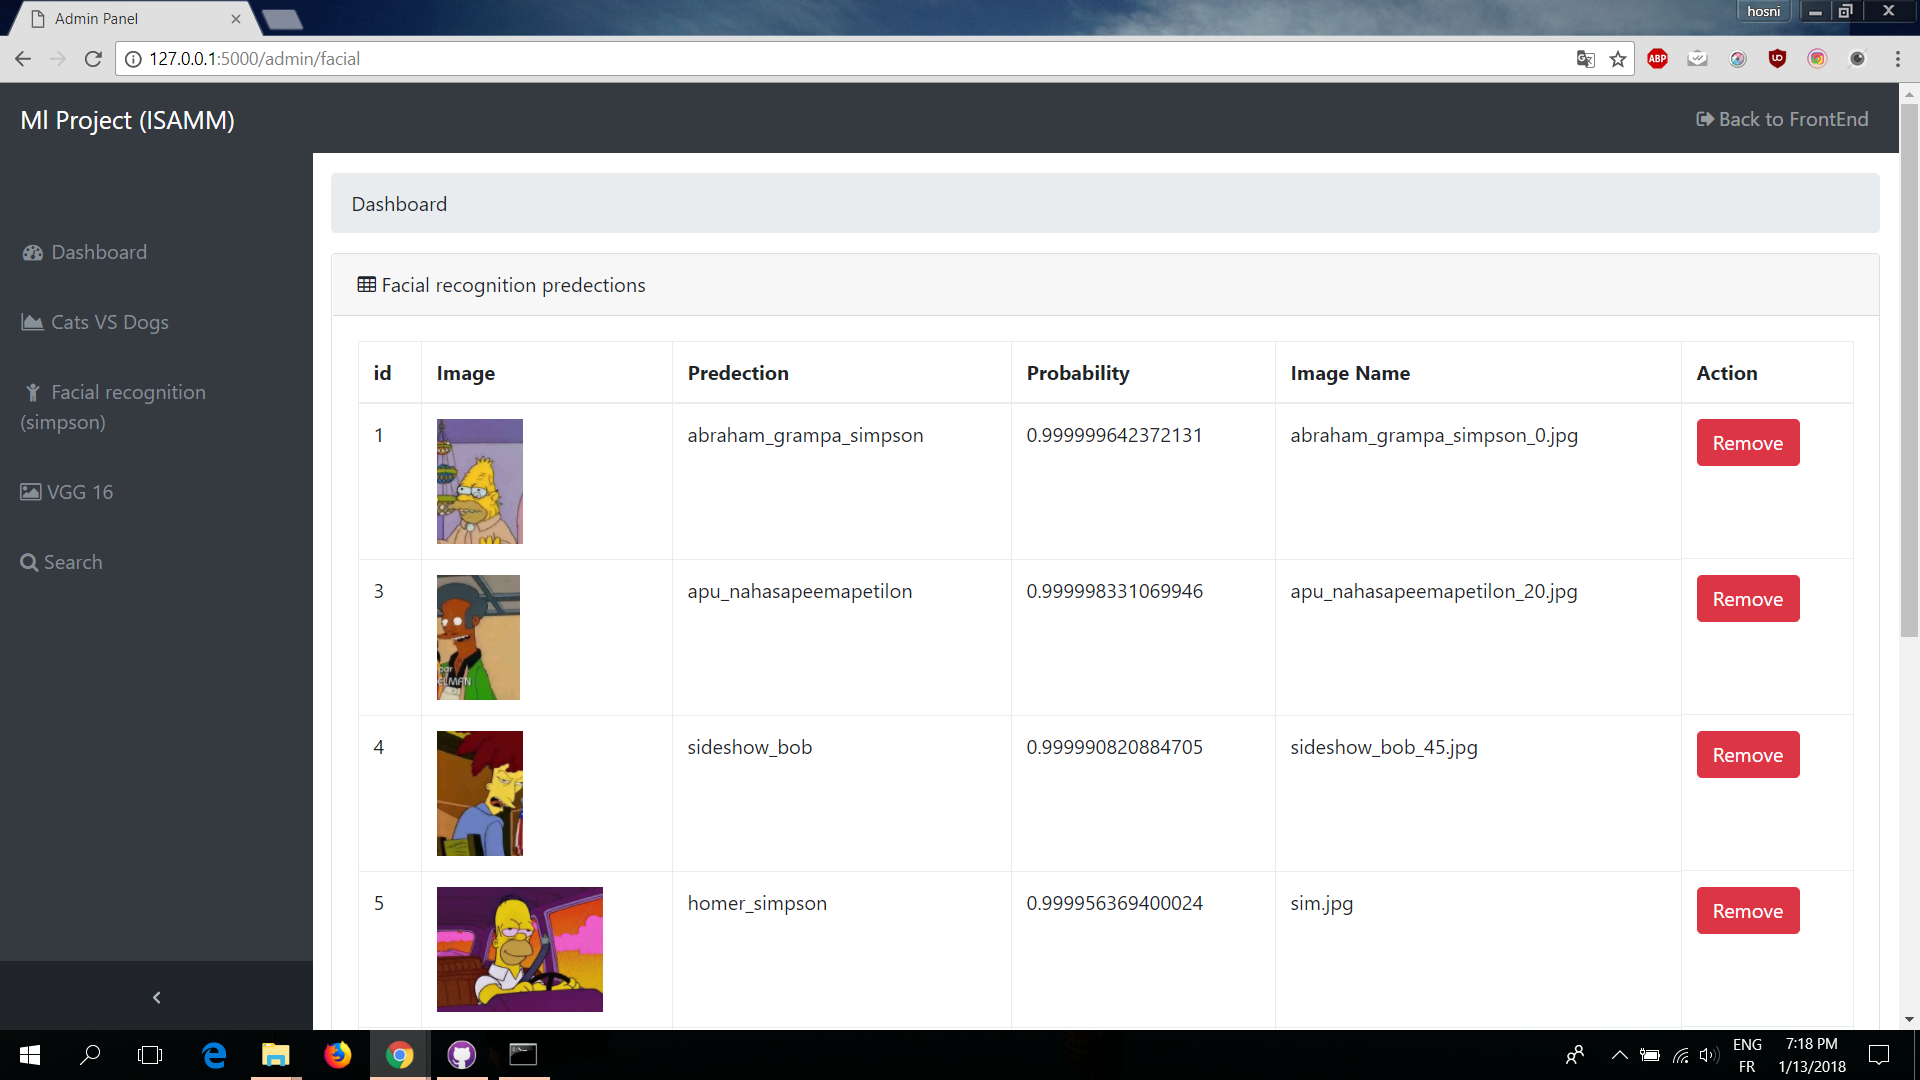 Admin Panel
hosni
127.0.0.1:5000/admin/facial
ABP
Ml Project (ISAMM)
Back to FrontEnd
Dashboard
Cats VS Dogs
Facial recognition
(simpson)
VGG 16
Search
Dashboard
Facial recognition predections
id Image Predection Probability Image Name Action
1 abraham_grampa_simpson 0.999999642372131 abraham_grampa_simpson_0.jpg Remove
3 apu_nahasapeemapetilon 0.999998331069946 apu_nahasapeemapetilon_20.jpg Remove
ELMAN
4 sideshow_bob 0.999990820884705 sideshow_bob_45.jpg Remove
5 homer_simpson 0.999956369400024 sim.jpg Remove
ENG
FR
7:18 PM
1/13/2018